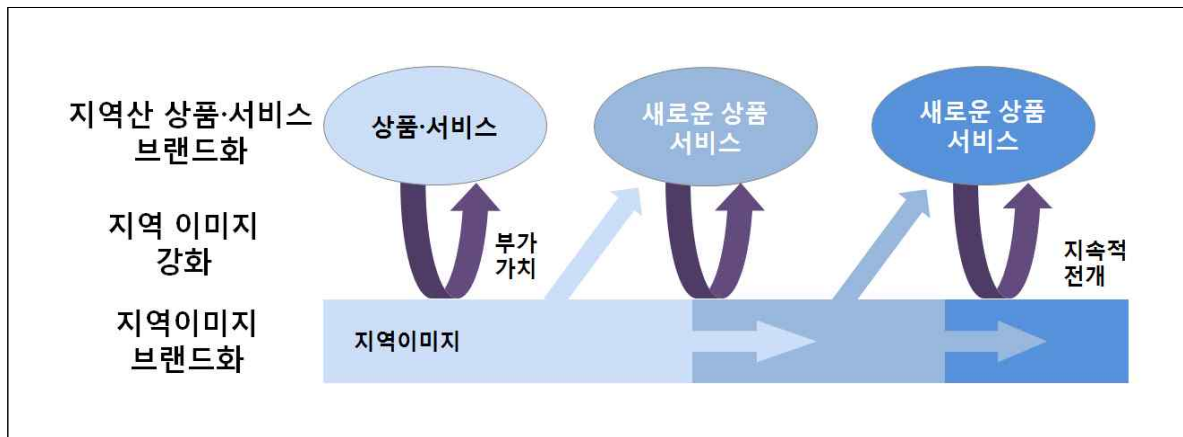 지역산 상품·서비스
브랜드화
상품·서비스
새로운 상품
서비스
새로운 상품
서비스
지역 이미지
강화
부가
가치
지속적
전개
지역이미지
브랜드화
지역이미지